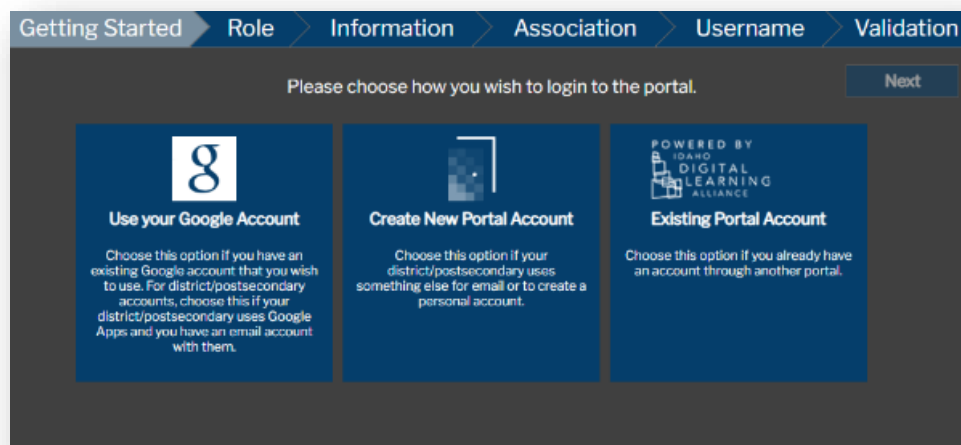 Getting Started Role Information Association Username Validation
Please choose how you wish to login to the portal.
Next
g
Use your Google Account
Choose this option if you have an
existing Google account that you wish
to use. For district/postsecondary
accounts, choose this if your
district/postsecondary uses Google
Apps and you have an email account
with them.
Create New Portal Account
Choose this option if your
district/postsecondary uses
something else for email or to create a
personal account.
POWERED BY
IDAHO
DIGITAL
LEARNING
ALLIANCE
Existing Portal Account
Choose this option if you already have
an account through another portal.